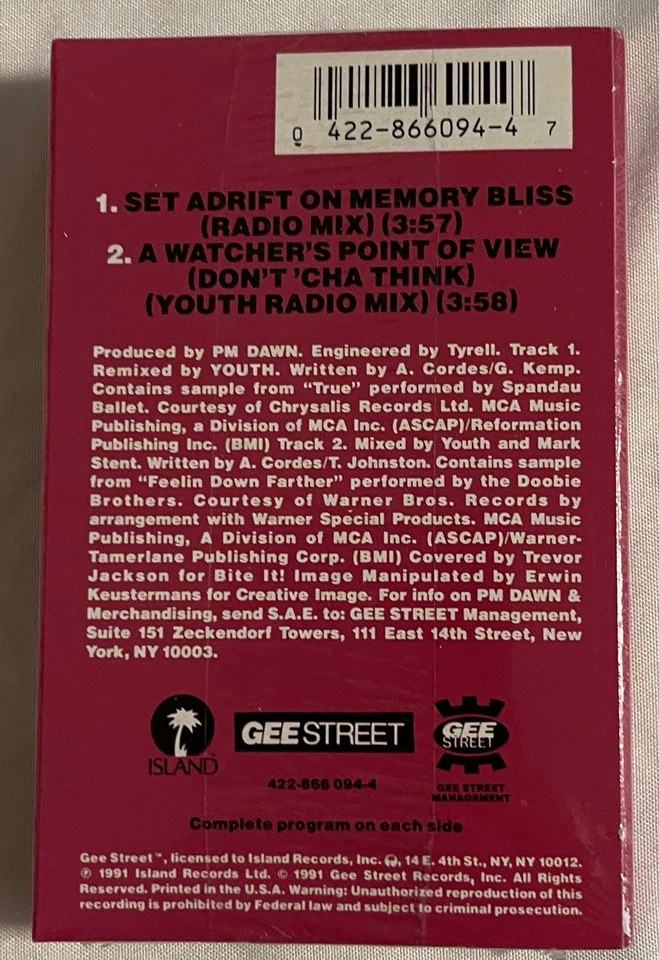 0 422-866094-4 7
1. SET ADRIFT ON MEMORY BLISS
(RADIO MIX) (3:57)
2. A WATCHER'S POINT OF VIEW
(DON'T 'CHA THINK)
(YOUTH RADIO MIX) (3:58)
Produced by PM DAWN. Engineered by Tyrell. Track 1.
Remixed by YOUTH. Written by A. Cordes/G. Kemp.
Contains sample from "True" performed by Spandau
Ballet. Courtesy of Chrysalis Records Ltd. MCA Music
Publishing, a Division of MCA Inc. (ASCAP)/Reformation
Publishing Inc. (BMI) Track 2. Mixed by Youth and Mark
Stent. Written by A. Cordes/T. Johnston. Contains sample
from "Feelin Down Farther" performed by the Doobie
Brothers. Courtesy of Warner Bros. Records by
arrangement with Warner Special Products. MCA Music
Publishing, A Division of MCA Inc. (ASCAP)/Warner-
Tamerlane Publishing Corp. (BMI) Covered by Trevor
Jackson for Bite It! Image Manipulated by Erwin
Keustermans for Creative Image. For info on PM DAWN &
Merchandising, send S.A.E. to: GEE STREET Management,
Suite 151 Zeckendorf Towers, 111 East 14th Street, New
York, NY 10003.
ISLAND
GEE STREET
GEE
STREET
GEE STREET
MANAGEMENT
422-866 094-4
Complete program on each side
Gee Street™, licensed to Island Records, Inc. , 14 E. 4th St., NY, NY 10012.
℗ 1991 Island Records Ltd. © 1991 Gee Street Records, Inc. All Rights
Reserved. Printed in the U.S.A. Warning: Unauthorized reproduction of this
recording is prohibited by Federal law and subject to criminal prosecution.